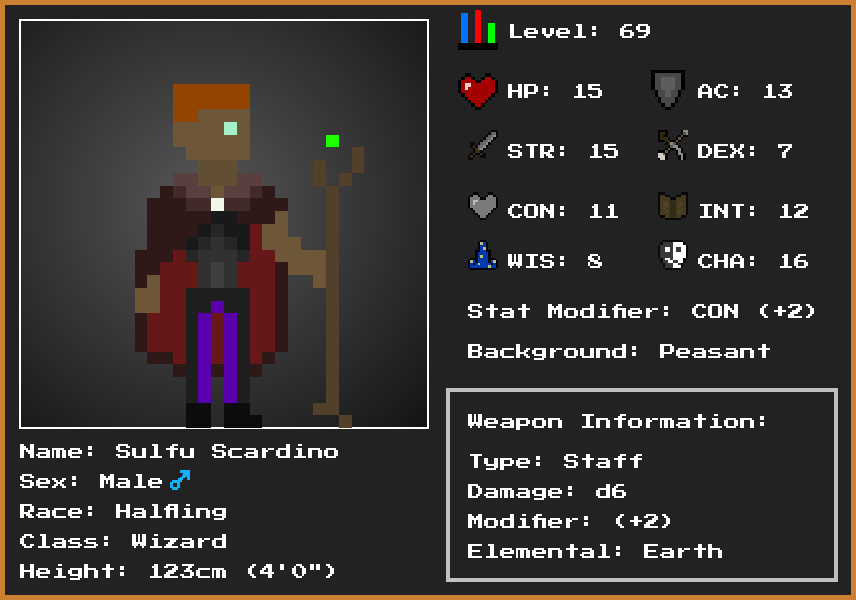 Level: 69
HP: 15
AC: 13
STR: 15
DEX: 7
CON: 11
INT: 12
WIS: 8
CHA: 16
Stat Modifier: CON (+2)
Background: Peasant
Weapon Information:
Type: Staff
Damage: d6
Modifier: (+2)
Elemental: Earth
Name: Sulfu Scardino
Sex: Male ♂
Race: Halfling
Class: Wizard
Height: 123cm (4'0")